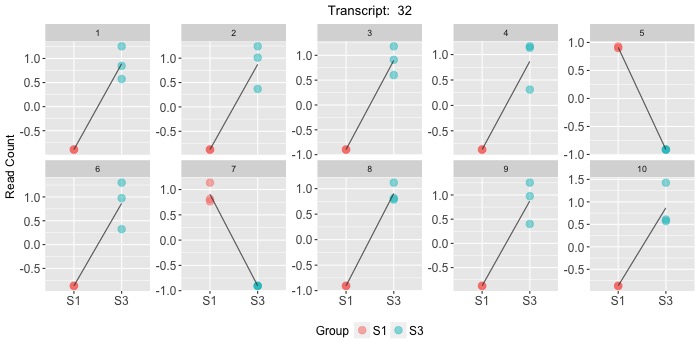 Transcript: 32
1 2 3 4 5
1.0 1.0 1.0 1.0 1.0
0.5 0.5 0.5 0.5 0.5
0.0 0.0 0.0 0.0 0.0
-0.5 -0.5 -0.5 -0.5 -0.5
-1.0 -1.0
Read Count
6 7 8 9 10
1.0 1.0 1.0 1.0 1.5
0.5 0.5 0.5 0.5 1.0
0.0 0.0 0.0 0.0 0.5
-0.5 -0.5 -0.5 -0.5 0.0
-1.0 -1.0 -0.5
S1 S3 S1 S3 S1 S3 S1 S3 S1 S3
Group S1 S3